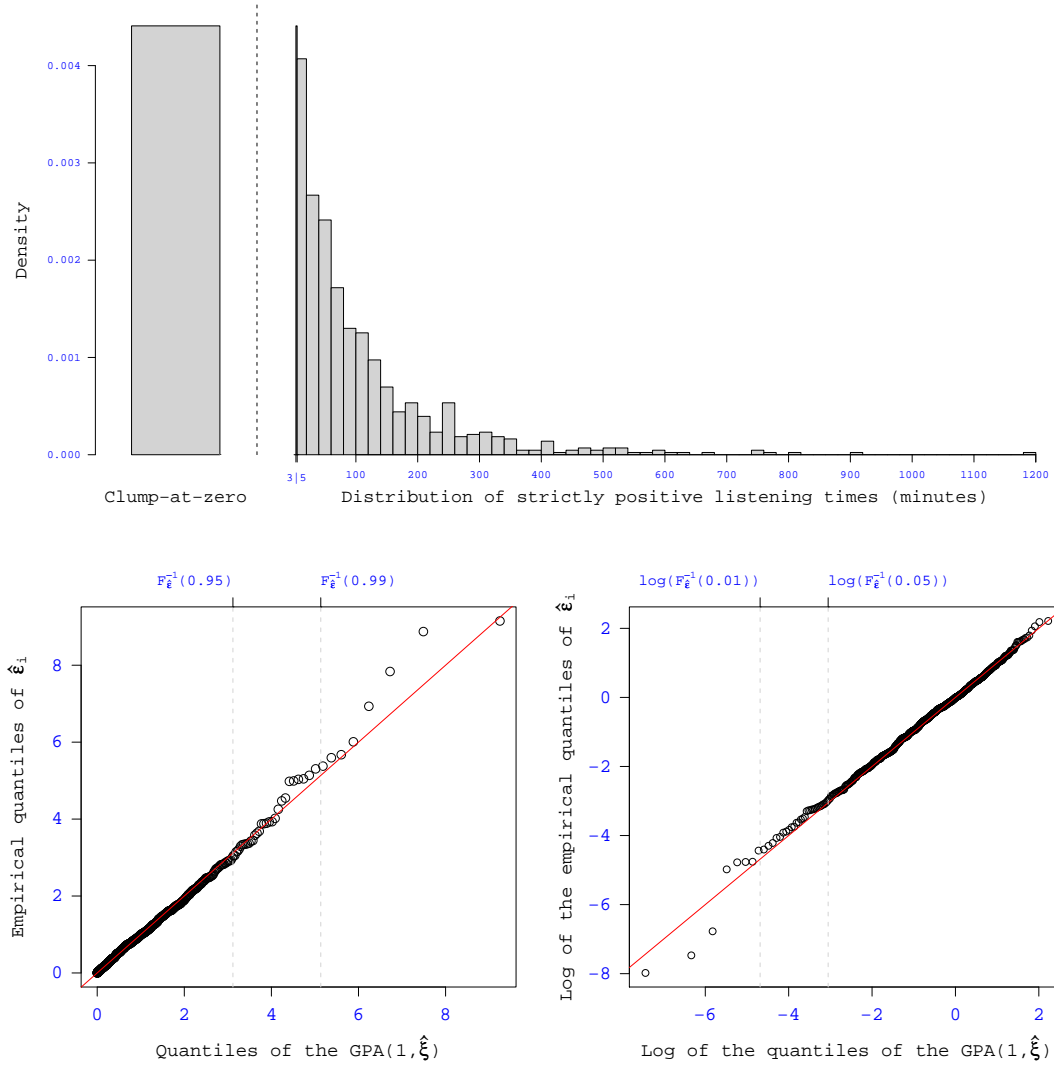 Density
0.004
0.003
0.002
0.001
0.000
3|5
100 200 300 400 500 600 700 800 900 1000 1100 1200
Clump-at-zero
Distribution of strictly positive listening times (minutes)
F_ε̂^-1(0.95)
F_ε̂^-1(0.99)
Empirical quantiles of ε̂_i
8
6
4
2
0
0 2 4 6 8
Quantiles of the GPA(1,ξ̂)
log(F_ε̂^-1(0.01))
log(F_ε̂^-1(0.05))
Log of the empirical quantiles of ε̂_i
2
0
−2
−4
−6
−8
−6 −4 −2 0 2
Log of the quantiles of the GPA(1,ξ̂)